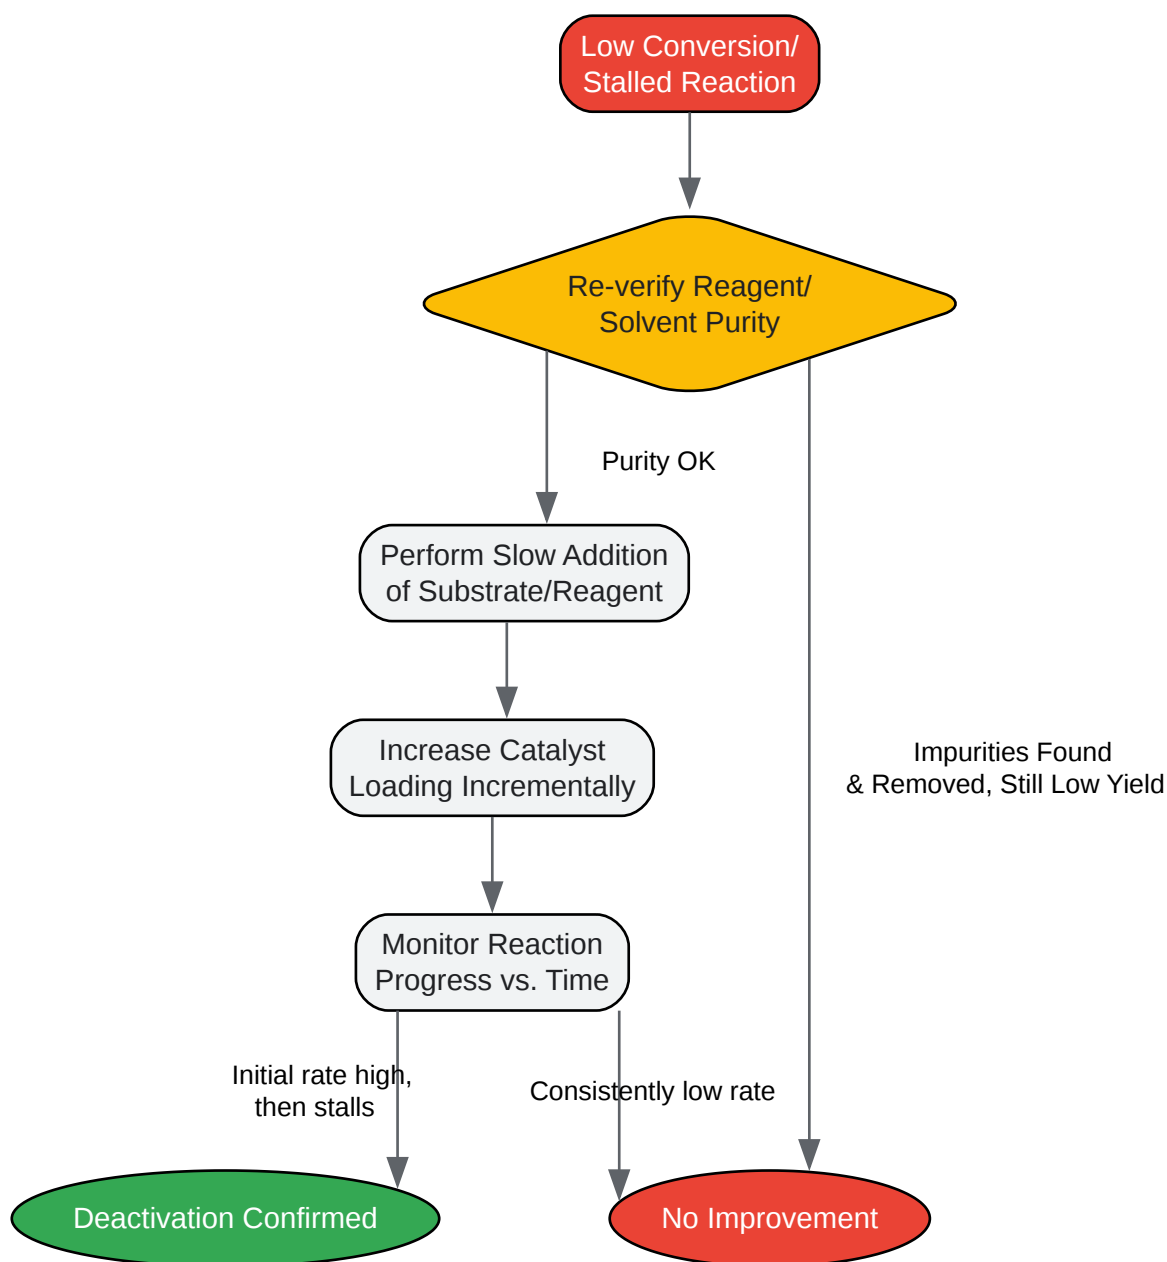 Low Conversion/
Stalled Reaction
Re-verify Reagent/
Solvent Purity
Purity OK
Perform Slow Addition
of Substrate/Reagent
Increase Catalyst
Loading Incrementally
Impurities Found
& Removed, Still Low Yield
Monitor Reaction
Progress vs. Time
Initial rate high,
then stalls
Consistently low rate
Deactivation Confirmed
No Improvement